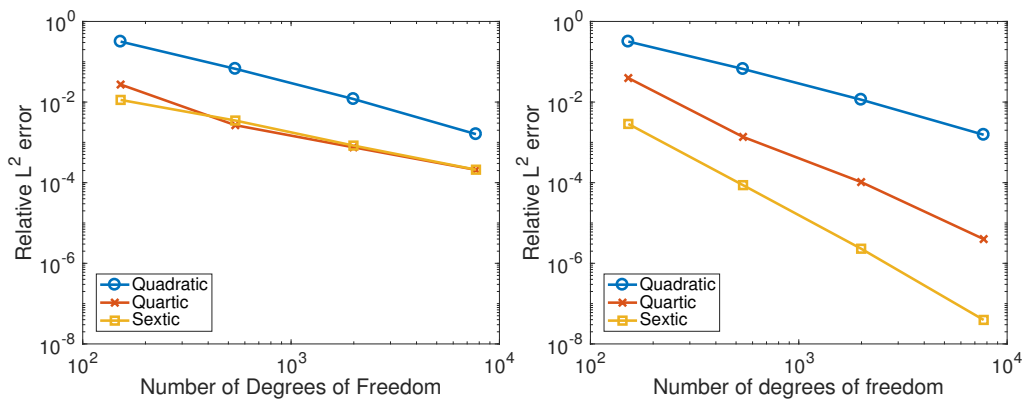 10^0
10^-2
10^-4
10^-6
10^-8
Relative L^2 error
Quadratic
Quartic
Sextic
10^2
10^3
10^4
Number of Degrees of Freedom
10^0
10^-2
10^-4
10^-6
10^-8
Relative L^2 error
Quadratic
Quartic
Sextic
10^2
10^3
10^4
Number of degrees of freedom